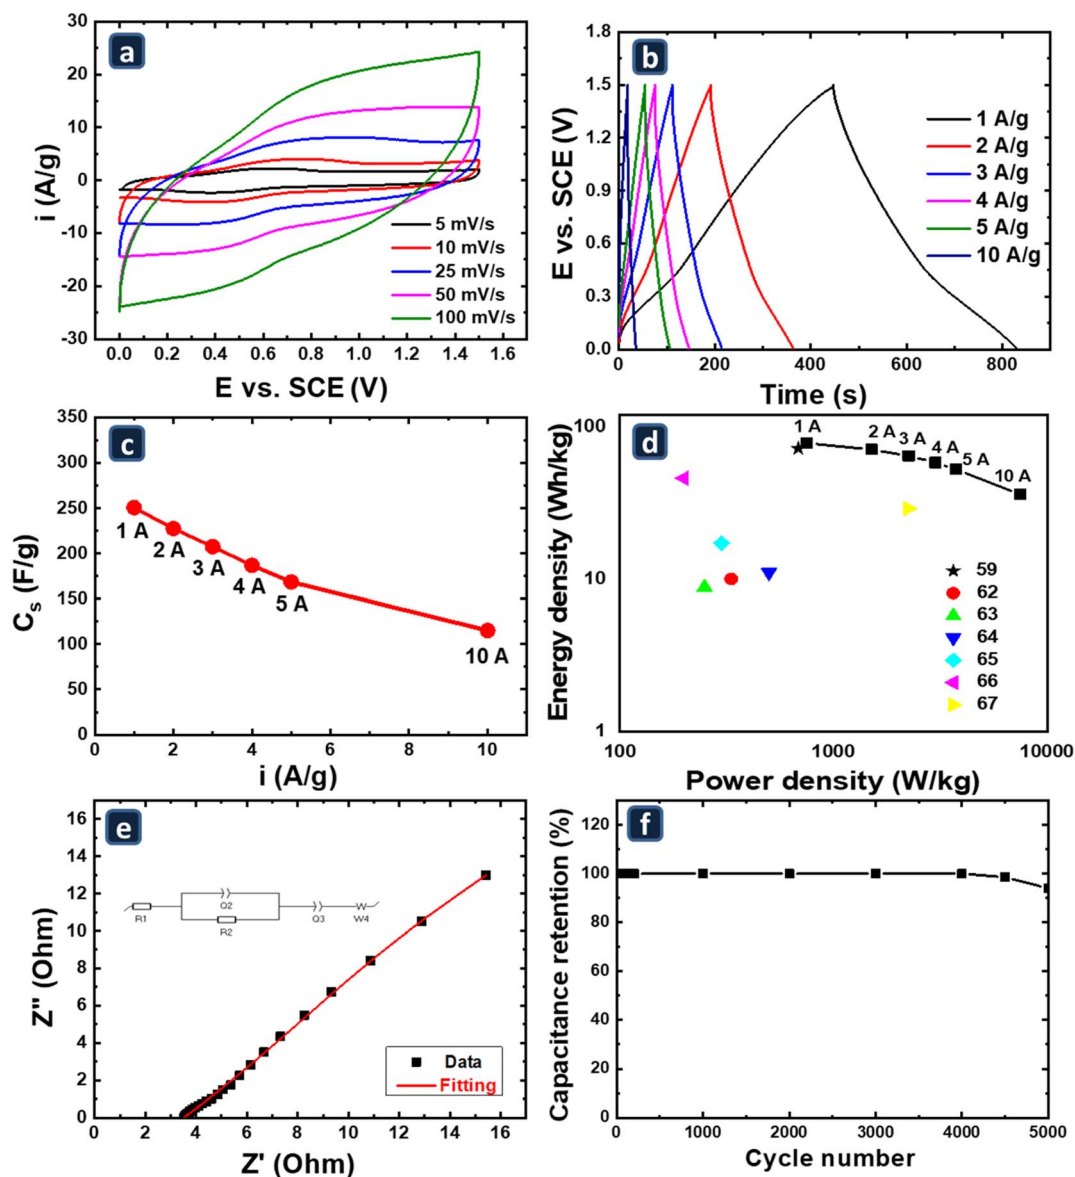 a
i (A/g)
30
20
10
0
-10
-20
-30
5 mV/s
10 mV/s
25 mV/s
50 mV/s
100 mV/s
0.0 0.2 0.4 0.6 0.8 1.0 1.2 1.4 1.6
E vs. SCE (V)
b
E vs. SCE (V)
1.8
1.5
1.2
0.9
0.6
0.3
0.0
1 A/g
2 A/g
3 A/g
4 A/g
5 A/g
10 A/g
0 200 400 600 800
Time (s)
c
Cs (F/g)
350
300
250
200
150
100
50
0
1 A
2 A
3 A
4 A
5 A
10 A
0 2 4 6 8 10
i (A/g)
d
Energy density (Wh/kg)
100
10
1
1 A
2 A
3 A
4 A
5 A
10 A
59
62
63
64
65
66
67
100 1000 10000
Power density (W/kg)
e
Z" (Ohm)
16
14
12
10
8
6
4
2
0
R1
Q2
R2
Q3
W
W4
Data
Fitting
0 2 4 6 8 10 12 14 16
Z' (Ohm)
f
Capacitance retention (%)
120
100
80
60
40
20
0
0 1000 2000 3000 4000 5000
Cycle number